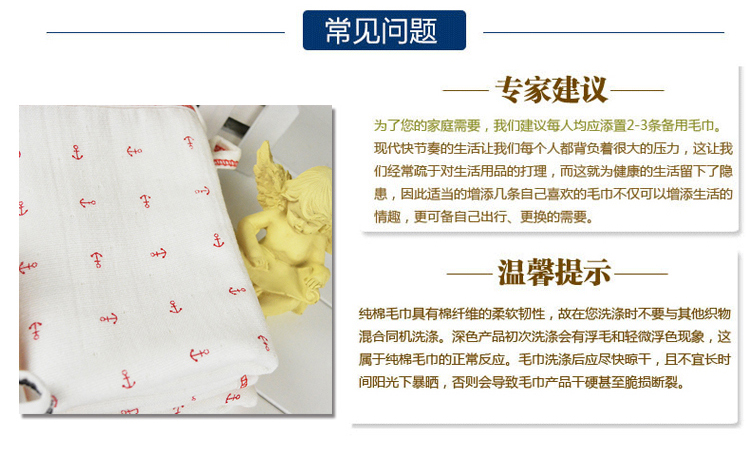 常见问题
专家建议
为了您的家庭需要，我们建议每人均应添置2-3条备用毛巾。
现代快节奏的生活让我们每个人都背负着很大的压力，这让我
们经常疏于对生活用品的打理，而这就为健康的生活留下了隐
患，因此适当的增添几条自己喜欢的毛巾不仅可以增添生活的
情趣，更可备自己出行、更换的需要。
温馨提示
纯棉毛巾具有棉纤维的柔软韧性，故在您洗涤时不要与其他织物
混合同机洗涤。深色产品初次洗涤会有浮毛和轻微浮色现象，这
属于纯棉毛巾的正常反应。毛巾洗涤后应尽快晾干，且不宜长时
间阳光下暴晒，否则会导致毛巾产品干硬甚至脆损断裂。